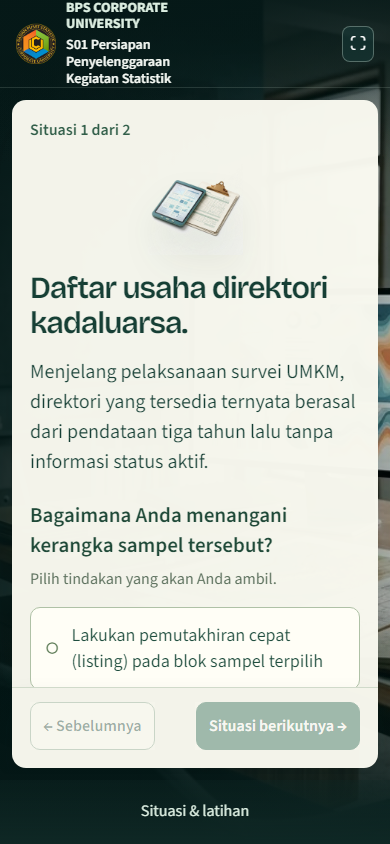 BPS CORPORATE
UNIVERSITY
S01 Persiapan
Penyelenggaraan
Kegiatan Statistik
Situasi 1 dari 2
Daftar usaha direktori
kadaluarsa.
Menjelang pelaksanaan survei UMKM,
direktori yang tersedia ternyata berasal
dari pendataan tiga tahun lalu tanpa
informasi status aktif.
Bagaimana Anda menangani
kerangka sampel tersebut?
Pilih tindakan yang akan Anda ambil.
Lakukan pemutakhiran cepat
(listing) pada blok sampel terpilih
← Sebelumnya
Situasi berikutnya →
Situasi & latihan